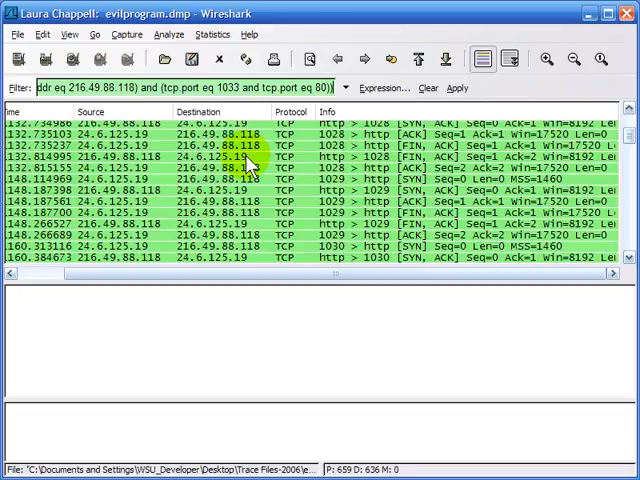 Laura Chappell: evilprogram.dmp - Wireshark
File Edit View Go Capture Analyze Statistics Help
Filter: ddr eq 216.49.88.118) and (tcp.port eq 1033 and tcp.port eq 80)) Expression... Clear Apply
Time Source Destination Protocol Info
132.734986 216.49.88.118 24.6.125.19 TCP http > 1028 [SYN, ACK] Seq=0 Ack=1 Win=8192 Len=0
132.735103 24.6.125.19 216.49.88.118 TCP 1028 > http [ACK] Seq=1 Ack=1 Win=17520 Len=0
132.735237 24.6.125.19 216.49.88.118 TCP 1028 > http [FIN, ACK] Seq=1 Ack=1 Win=17520
132.814995 216.49.88.118 24.6.125.19 TCP http > 1028 [FIN, ACK] Seq=1 Ack=2 Win=8192
132.815155 24.6.125.19 216.49.88.118 TCP 1028 > http [ACK] Seq=2 Ack=2 Win=17520 Len=0
148.114969 24.6.125.19 216.49.88.118 TCP 1029 > http [SYN] Seq=0 Len=0 MSS=1460
148.187398 216.49.88.118 24.6.125.19 TCP http > 1029 [SYN, ACK] Seq=0 Ack=1 Win=8192
148.187561 24.6.125.19 216.49.88.118 TCP 1029 > http [ACK] Seq=1 Ack=1 Win=17520 Len=0
148.187700 24.6.125.19 216.49.88.118 TCP 1029 > http [FIN, ACK] Seq=1 Ack=1 Win=17520
148.266527 216.49.88.118 24.6.125.19 TCP http > 1029 [FIN, ACK] Seq=1 Ack=2 Win=8192
148.266669 24.6.125.19 216.49.88.118 TCP 1029 > http [ACK] Seq=2 Ack=2 Win=17520 Len=0
160.313116 24.6.125.19 216.49.88.118 TCP 1030 > http [SYN] Seq=0 Len=0 MSS=1460
160.384673 216.49.88.118 24.6.125.19 TCP http > 1030 [SYN, ACK] Seq=0 Ack=1 Win=8192 Len=0
File: "C:\Documents and Settings\WSU_Developer\Desktop\Trace Files-2006\e... P: 659 D: 636 M: 0